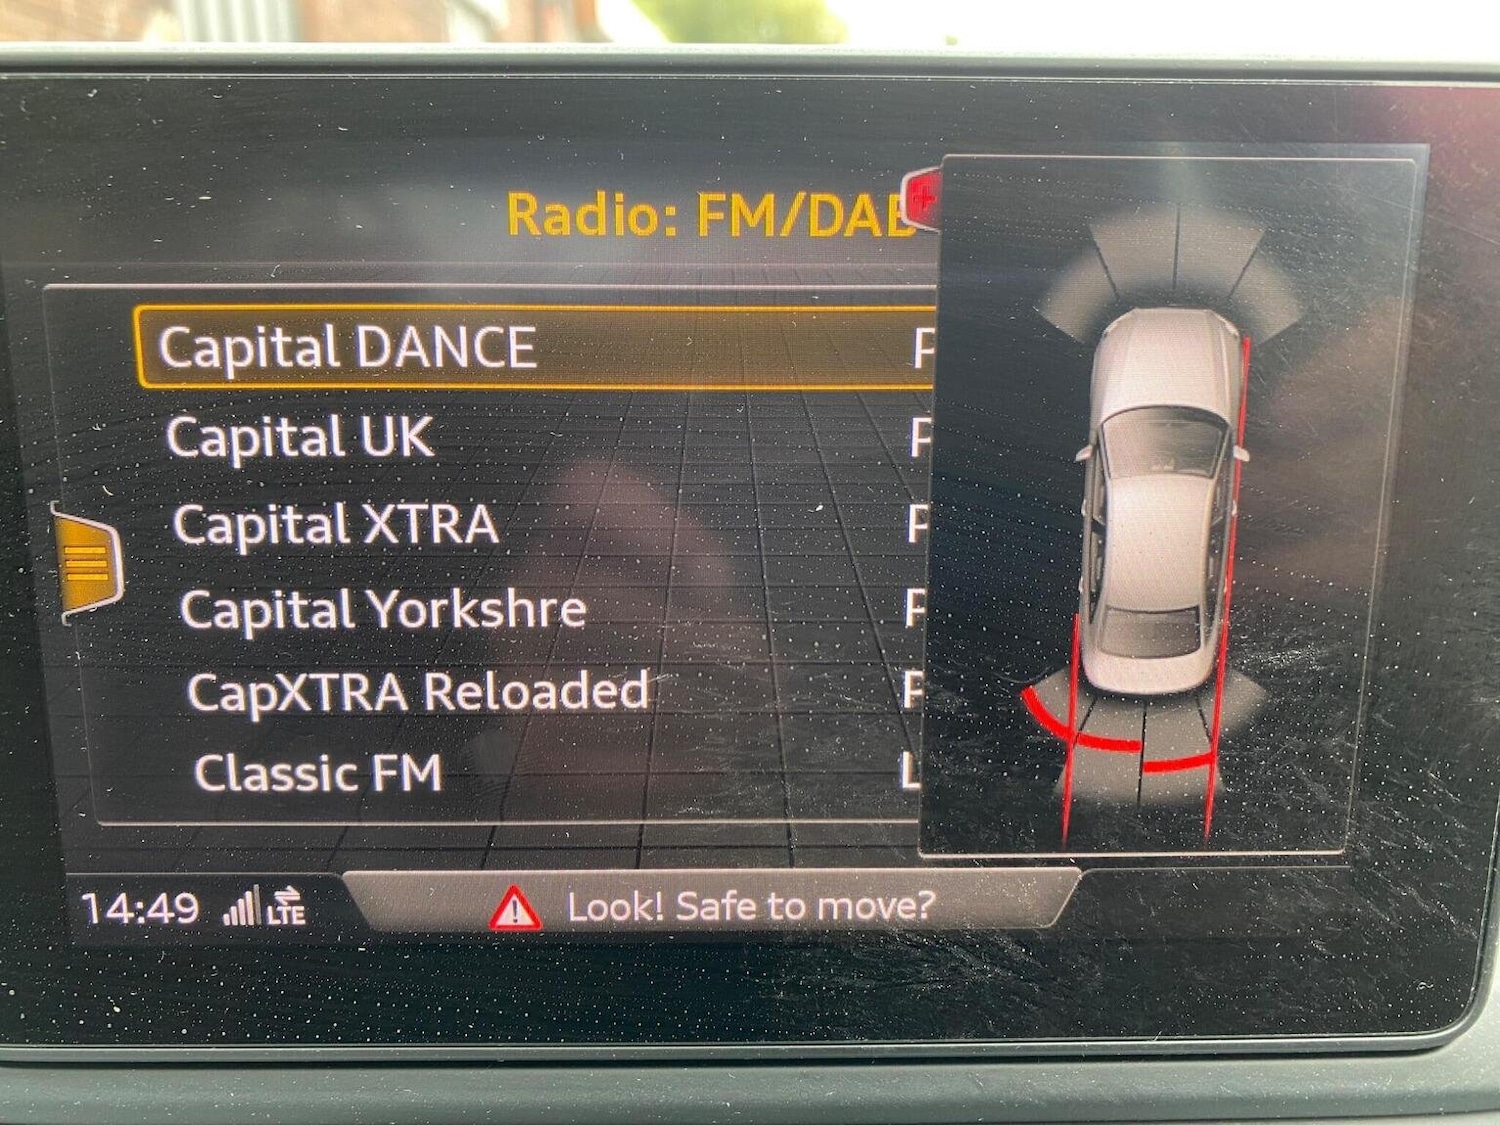 Radio: FM/DAB
Capital DANCE
Capital UK
Capital XTRA
Capital Yorkshre
CapXTRA Reloaded
Classic FM
14:49 LTE Look! Safe to move?